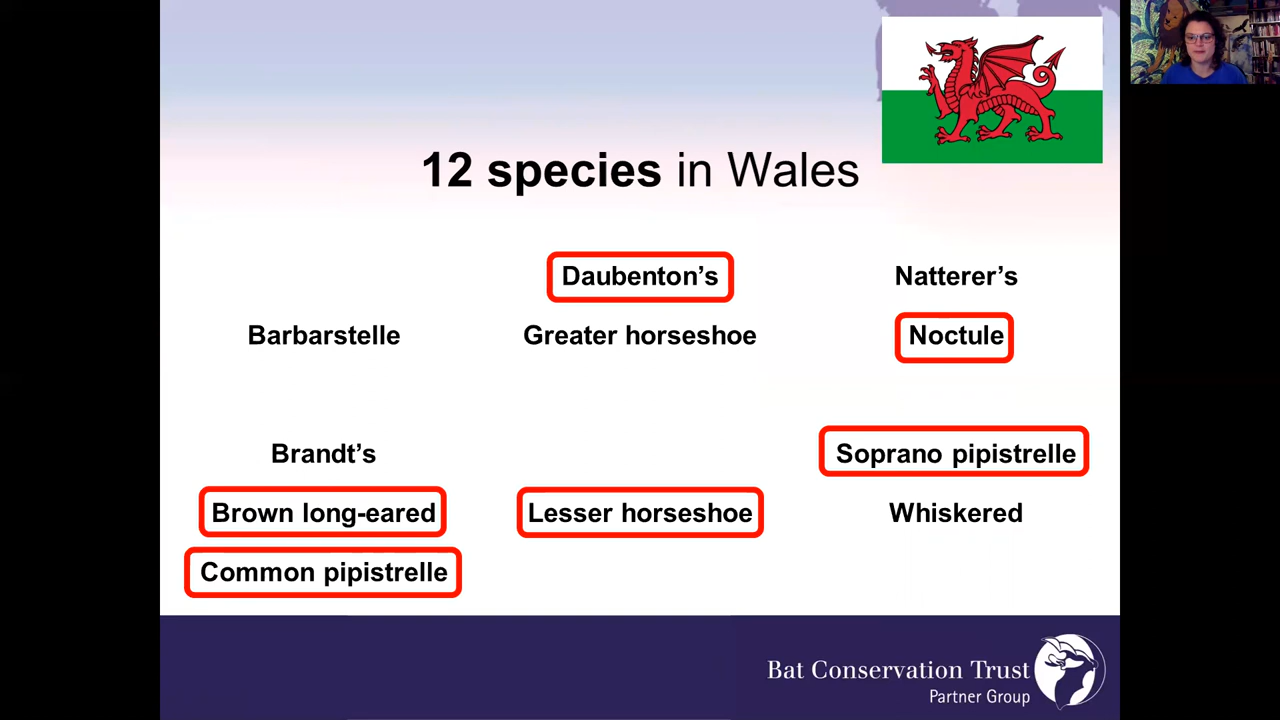 12 species in Wales
Daubenton's
Natterer's
Barbarstelle
Greater horseshoe
Noctule
Brandt's
Soprano pipistrelle
Brown long-eared
Lesser horseshoe
Whiskered
Common pipistrelle
Bat Conservation Trust
Partner Group